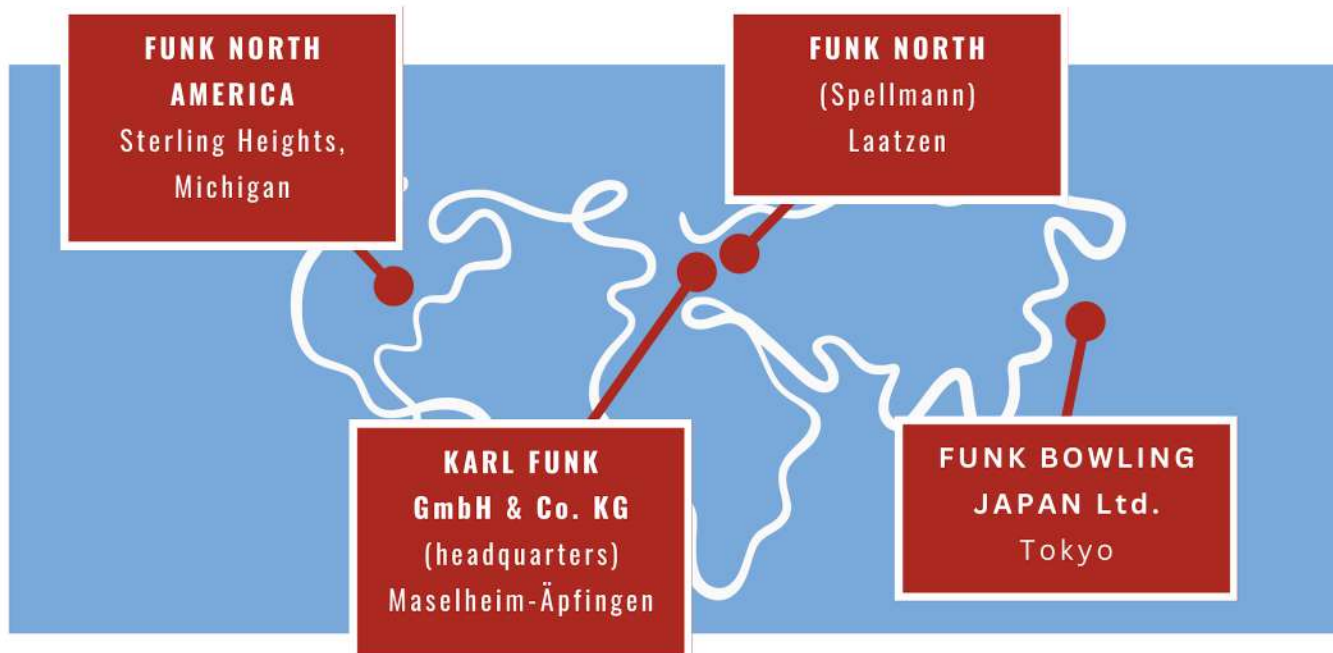 FUNK NORTH
AMERICA
Sterling Heights,
Michigan
FUNK NORTH
(Spellmann)
Laatzen
KARL FUNK
GmbH & Co. KG
(headquarters)
Maselheim-Äpfingen
FUNK BOWLING
JAPAN Ltd.
Tokyo